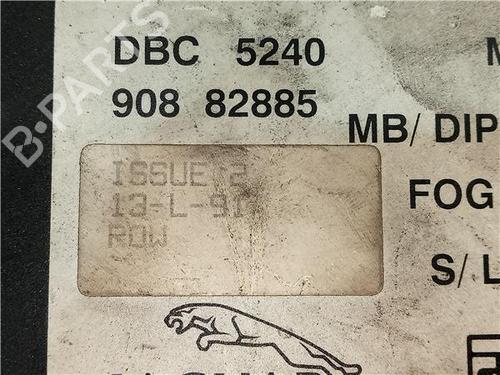 DBC 5240
908 82885
MB/ DIP
ISSUE 2
13-L-91
ROW
FOG
S/ L
B-PARTS